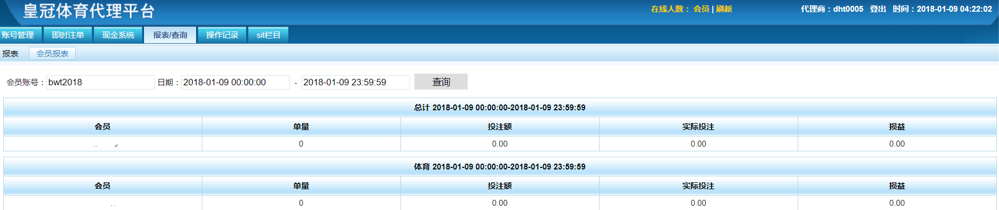 皇冠体育代理平台
在线人数： 会员 | 刷新 代理商：dht0005 登出 时间：2018-01-09 04:22:02
账号管理 即时注单 现金系统 报表/查询 操作记录 sit栏目
报表 会员报表
会员账号： bwt2018 日期： 2018-01-09 00:00:00 - 2018-01-09 23:59:59 查询
总计 2018-01-09 00:00:00-2018-01-09 23:59:59
会员 单量 投注额 实际投注 损益
0 0.00 0.00 0.00
体育 2018-01-09 00:00:00-2018-01-09 23:59:59
会员 单量 投注额 实际投注 损益
0 0.00 0.00 0.00